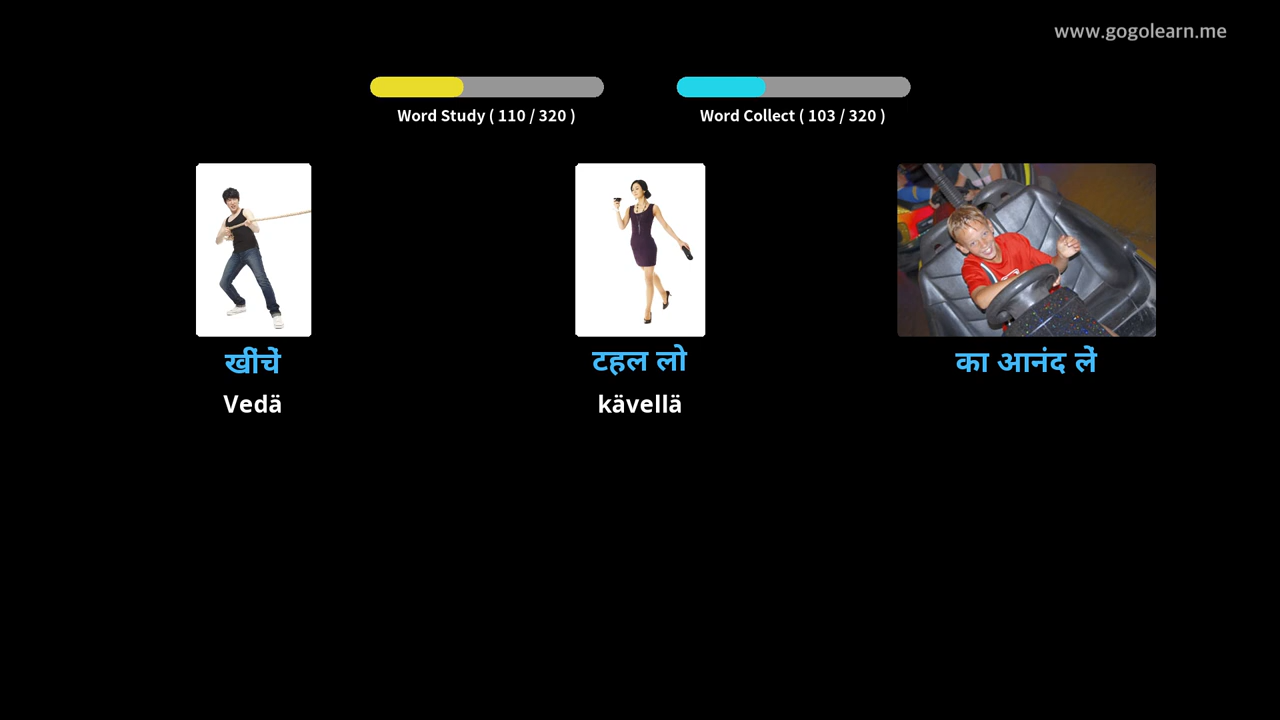 www.gogolearn.me
Word Study ( 110 / 320 )
Word Collect ( 103 / 320 )
खींचें
टहल लो
का आनंद लें
Vedä
kävellä